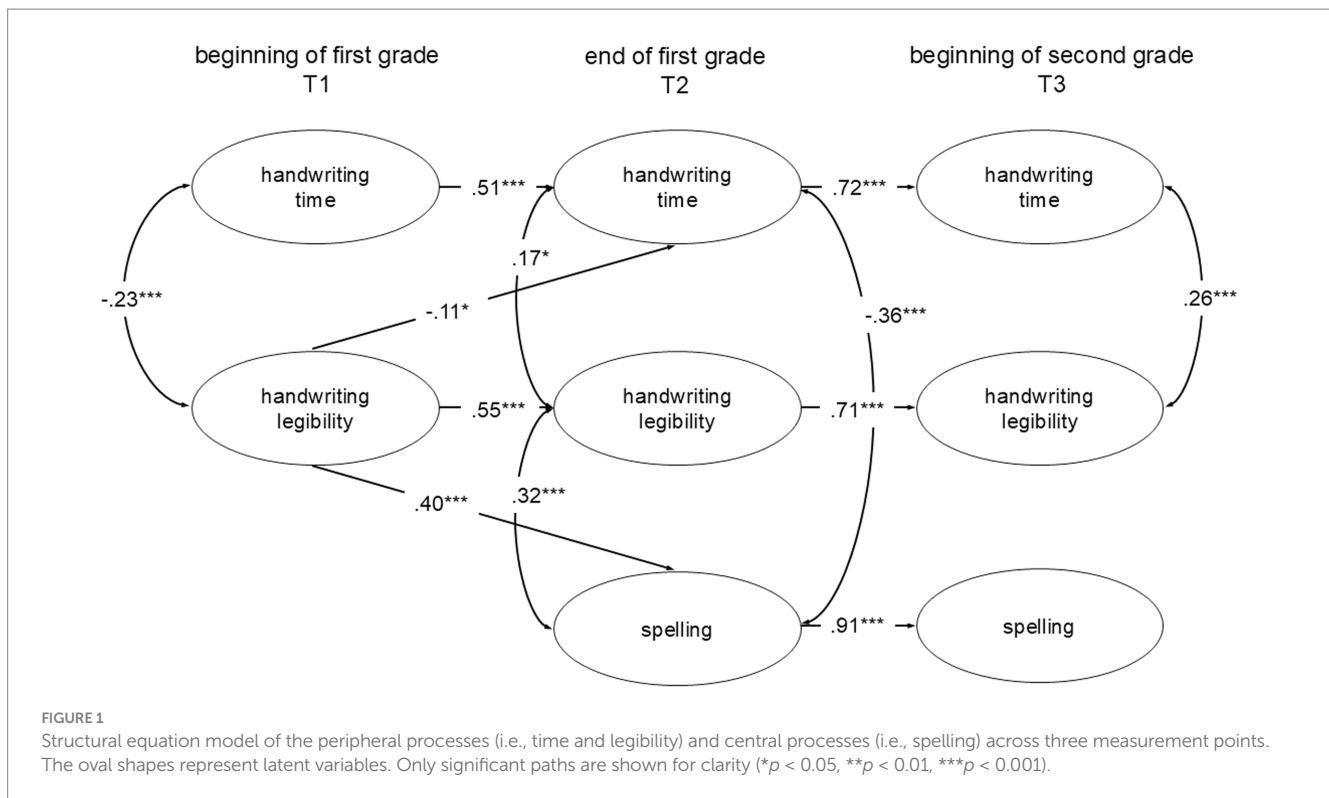 beginning of first grade
T1
end of first grade
T2
beginning of second grade
T3
handwriting
time
.51***
handwriting
time
.72***
handwriting
time
-.23***
.17*
-.11*
-.36***
.26***
handwriting
legibility
.55***
handwriting
legibility
.71***
handwriting
legibility
.40***
.32***
spelling
.91***
spelling
FIGURE 1
Structural equation model of the peripheral processes (i.e., time and legibility) and central processes (i.e., spelling) across three measurement points.
The oval shapes represent latent variables. Only significant paths are shown for clarity (*p < 0.05, **p < 0.01, ***p < 0.001).